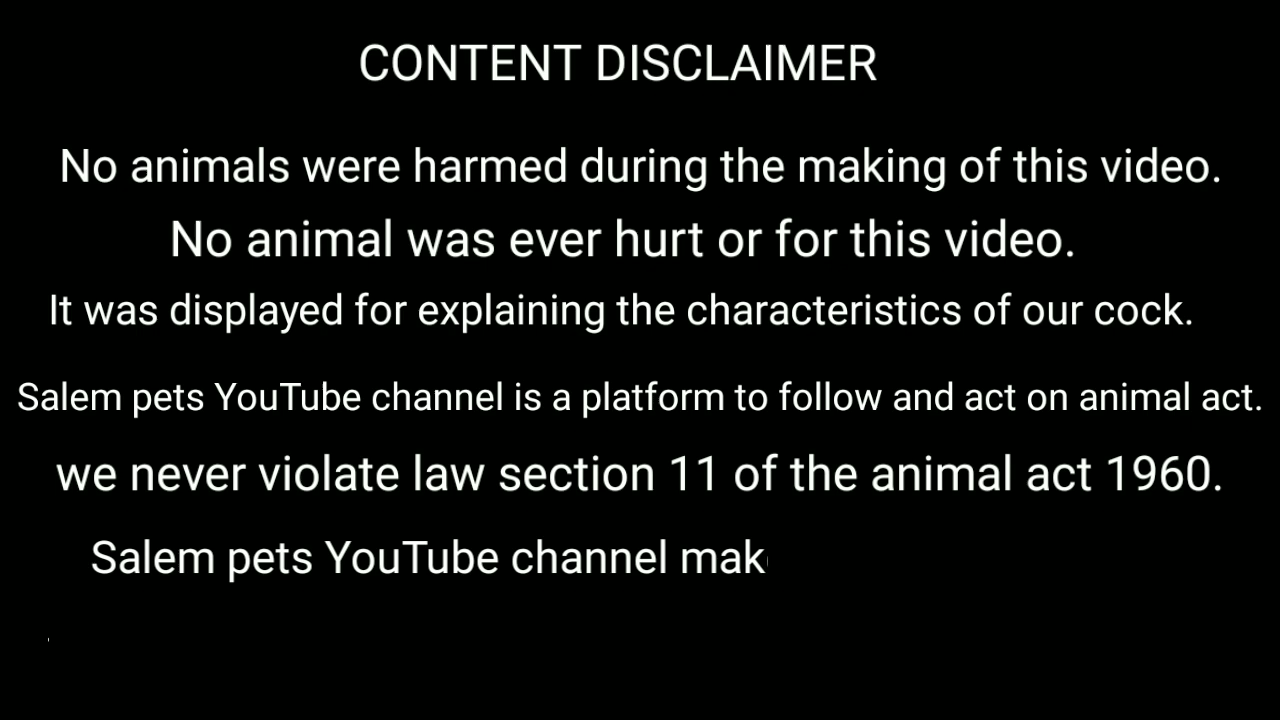 CONTENT DISCLAIMER
No animals were harmed during the making of this video.
No animal was ever hurt or for this video.
It was displayed for explaining the characteristics of our cock.
Salem pets YouTube channel is a platform to follow and act on animal act.
we never violate law section 11 of the animal act 1960.
Salem pets YouTube channel mak